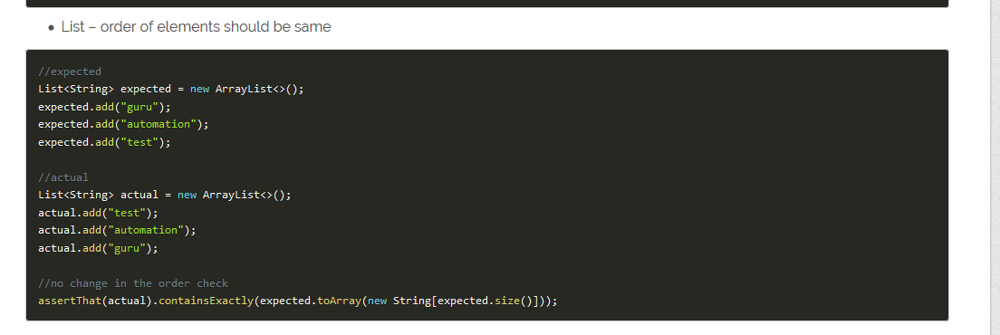 • List – order of elements should be same
//expected
List<String> expected = new ArrayList<>();
expected.add("guru");
expected.add("automation");
expected.add("test");
//actual
List<String> actual = new ArrayList<>();
actual.add("test");
actual.add("automation");
actual.add("guru");
//no change in the order check
assertThat(actual).containsExactly(expected.toArray(new String[expected.size()]));